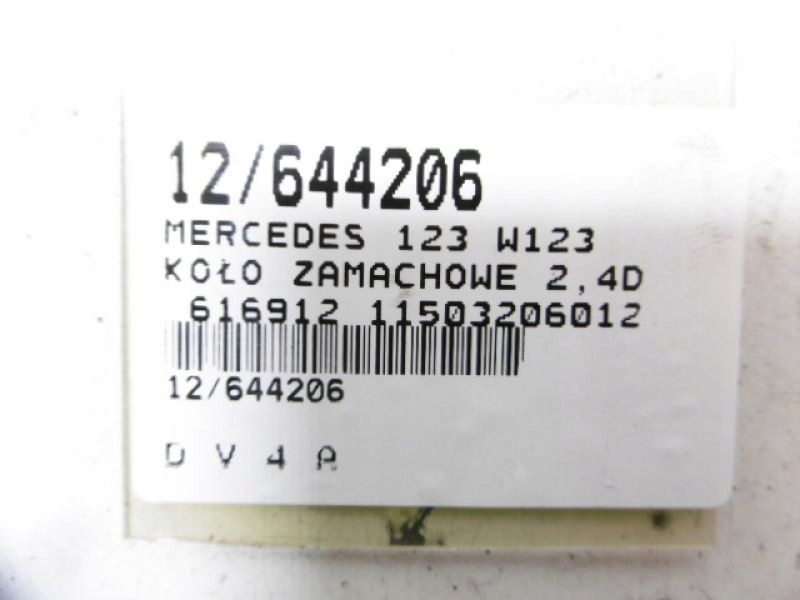 12/644206
MERCEDES 123 W123
KOŁO ZAMACHOWE 2,4D
616912 11503206012
12/644206
D V 4 A